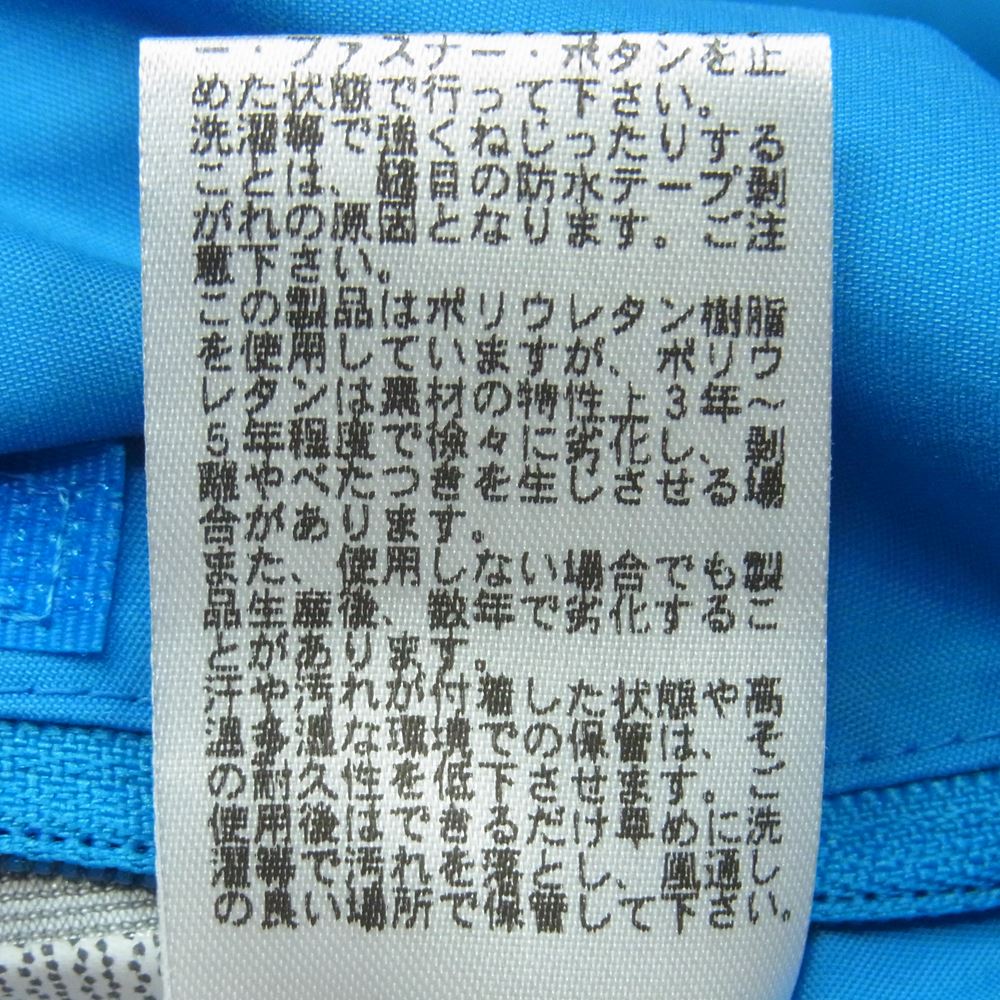 ー・ファスナー・ボタンを止
めた状態で行って下さい。
洗濯等で強くねじったりする
ことは、縫目の防水テープ剥
がれの原因となります。ご注
意下さい。
この製品はポリウレタン樹脂
を使用していますが、ポリウ
レタンは素材の特性上、3年～
5年程度で徐々に劣化し、剥
離やべたつきを生じさせる場
合があります。
また、使用しない場合でも製
品生産後、数年で劣化するこ
とがあります。
汗や汚れが付着した状態や、高
温多湿な環境での保管は、そ
の耐久性を低下させます。ご
使用後は汚れをできるだけ早めに洗
濯等で落とし、風通し
の良い場所で保管して下さい。